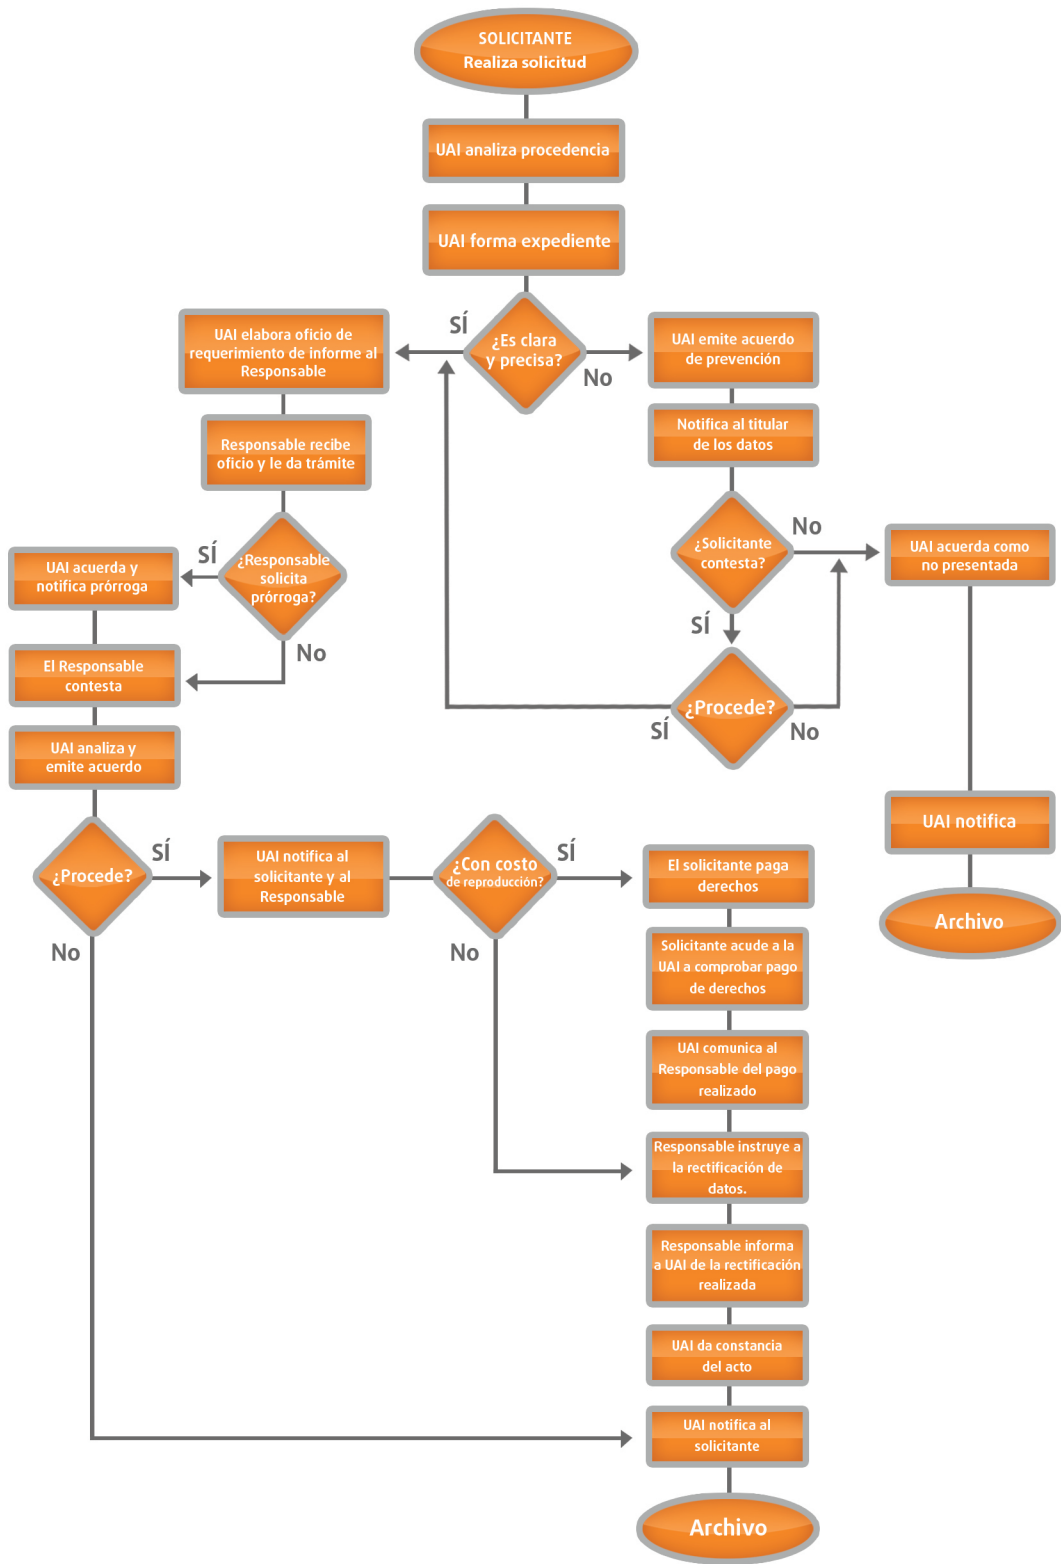 SOLICITANTE
Realiza solicitud
UAI analiza procedencia
UAI forma expediente
¿Es clara
y precisa?
SÍ
No
UAI elabora oficio de
requerimiento de informe al
Responsable
Responsable recibe
oficio y le da trámite
¿Responsable
solicita
prórroga?
SÍ
No
UAI acuerda y
notifica prórroga
El Responsable
contesta
UAI analiza y
emite acuerdo
UAI emite acuerdo
de prevención
Notifica al titular
de los datos
¿Solicitante
contesta?
No
SÍ
¿Procede?
SÍ
No
UAI acuerda como
no presentada
UAI notifica
Archivo
¿Procede?
SÍ
No
UAI notifica al
solicitante y al
Responsable
¿Con costo
de reproducción?
SÍ
No
El solicitante paga
derechos
Solicitante acude a la
UAI a comprobar pago
de derechos
UAI comunica al
Responsable del pago
realizado
Responsable instruye a
la rectificación de
datos.
Responsable informa
a UAI de la rectificación
realizada
UAI da constancia
del acto
UAI notifica al
solicitante
Archivo